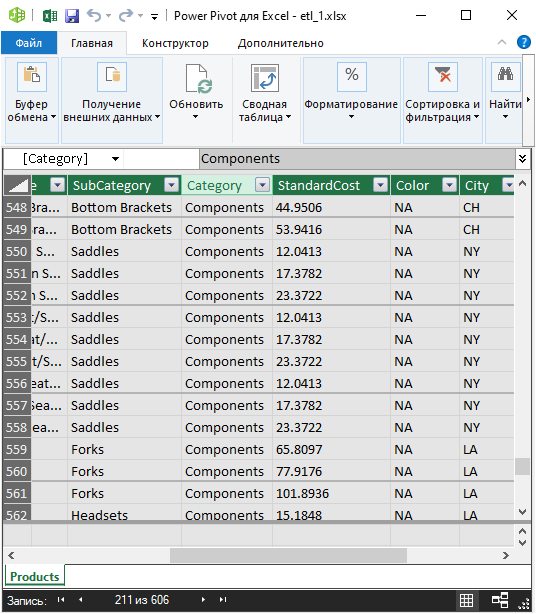 Power Pivot для Excel - etl_1.xlsx
Файл Главная Конструктор Дополнительно
Буфер обмена
Получение внешних данных
Обновить
Сводная таблица
Форматирование
Сортировка и фильтрация
Найти
[Category] Components
e SubCategory Category StandardCost Color City
548 Bra... Bottom Brackets Components 44.9506 NA CH
549 Bra... Bottom Brackets Components 53.9416 NA CH
550 S... Saddles Components 12.0413 NA NY
551 n S... Saddles Components 17.3782 NA NY
552 n S... Saddles Components 23.3722 NA NY
553 t/S... Saddles Components 12.0413 NA NY
554 at/... Saddles Components 17.3782 NA NY
555 at/S... Saddles Components 23.3722 NA NY
556 eat... Saddles Components 12.0413 NA NY
557 Sea... Saddles Components 17.3782 NA NY
558 Sea... Saddles Components 23.3722 NA NY
559 Forks Components 65.8097 NA LA
560 Forks Components 77.9176 NA LA
561 Forks Components 101.8936 NA LA
562 Headsets Components 15.1848 NA LA
Products
Запись: 211 из 606